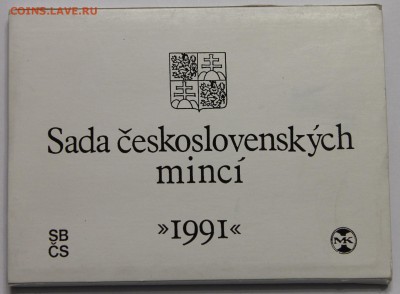 COINS.LAVE.RU
Sada československých
mincí
»1991«
SB
ČS
MK